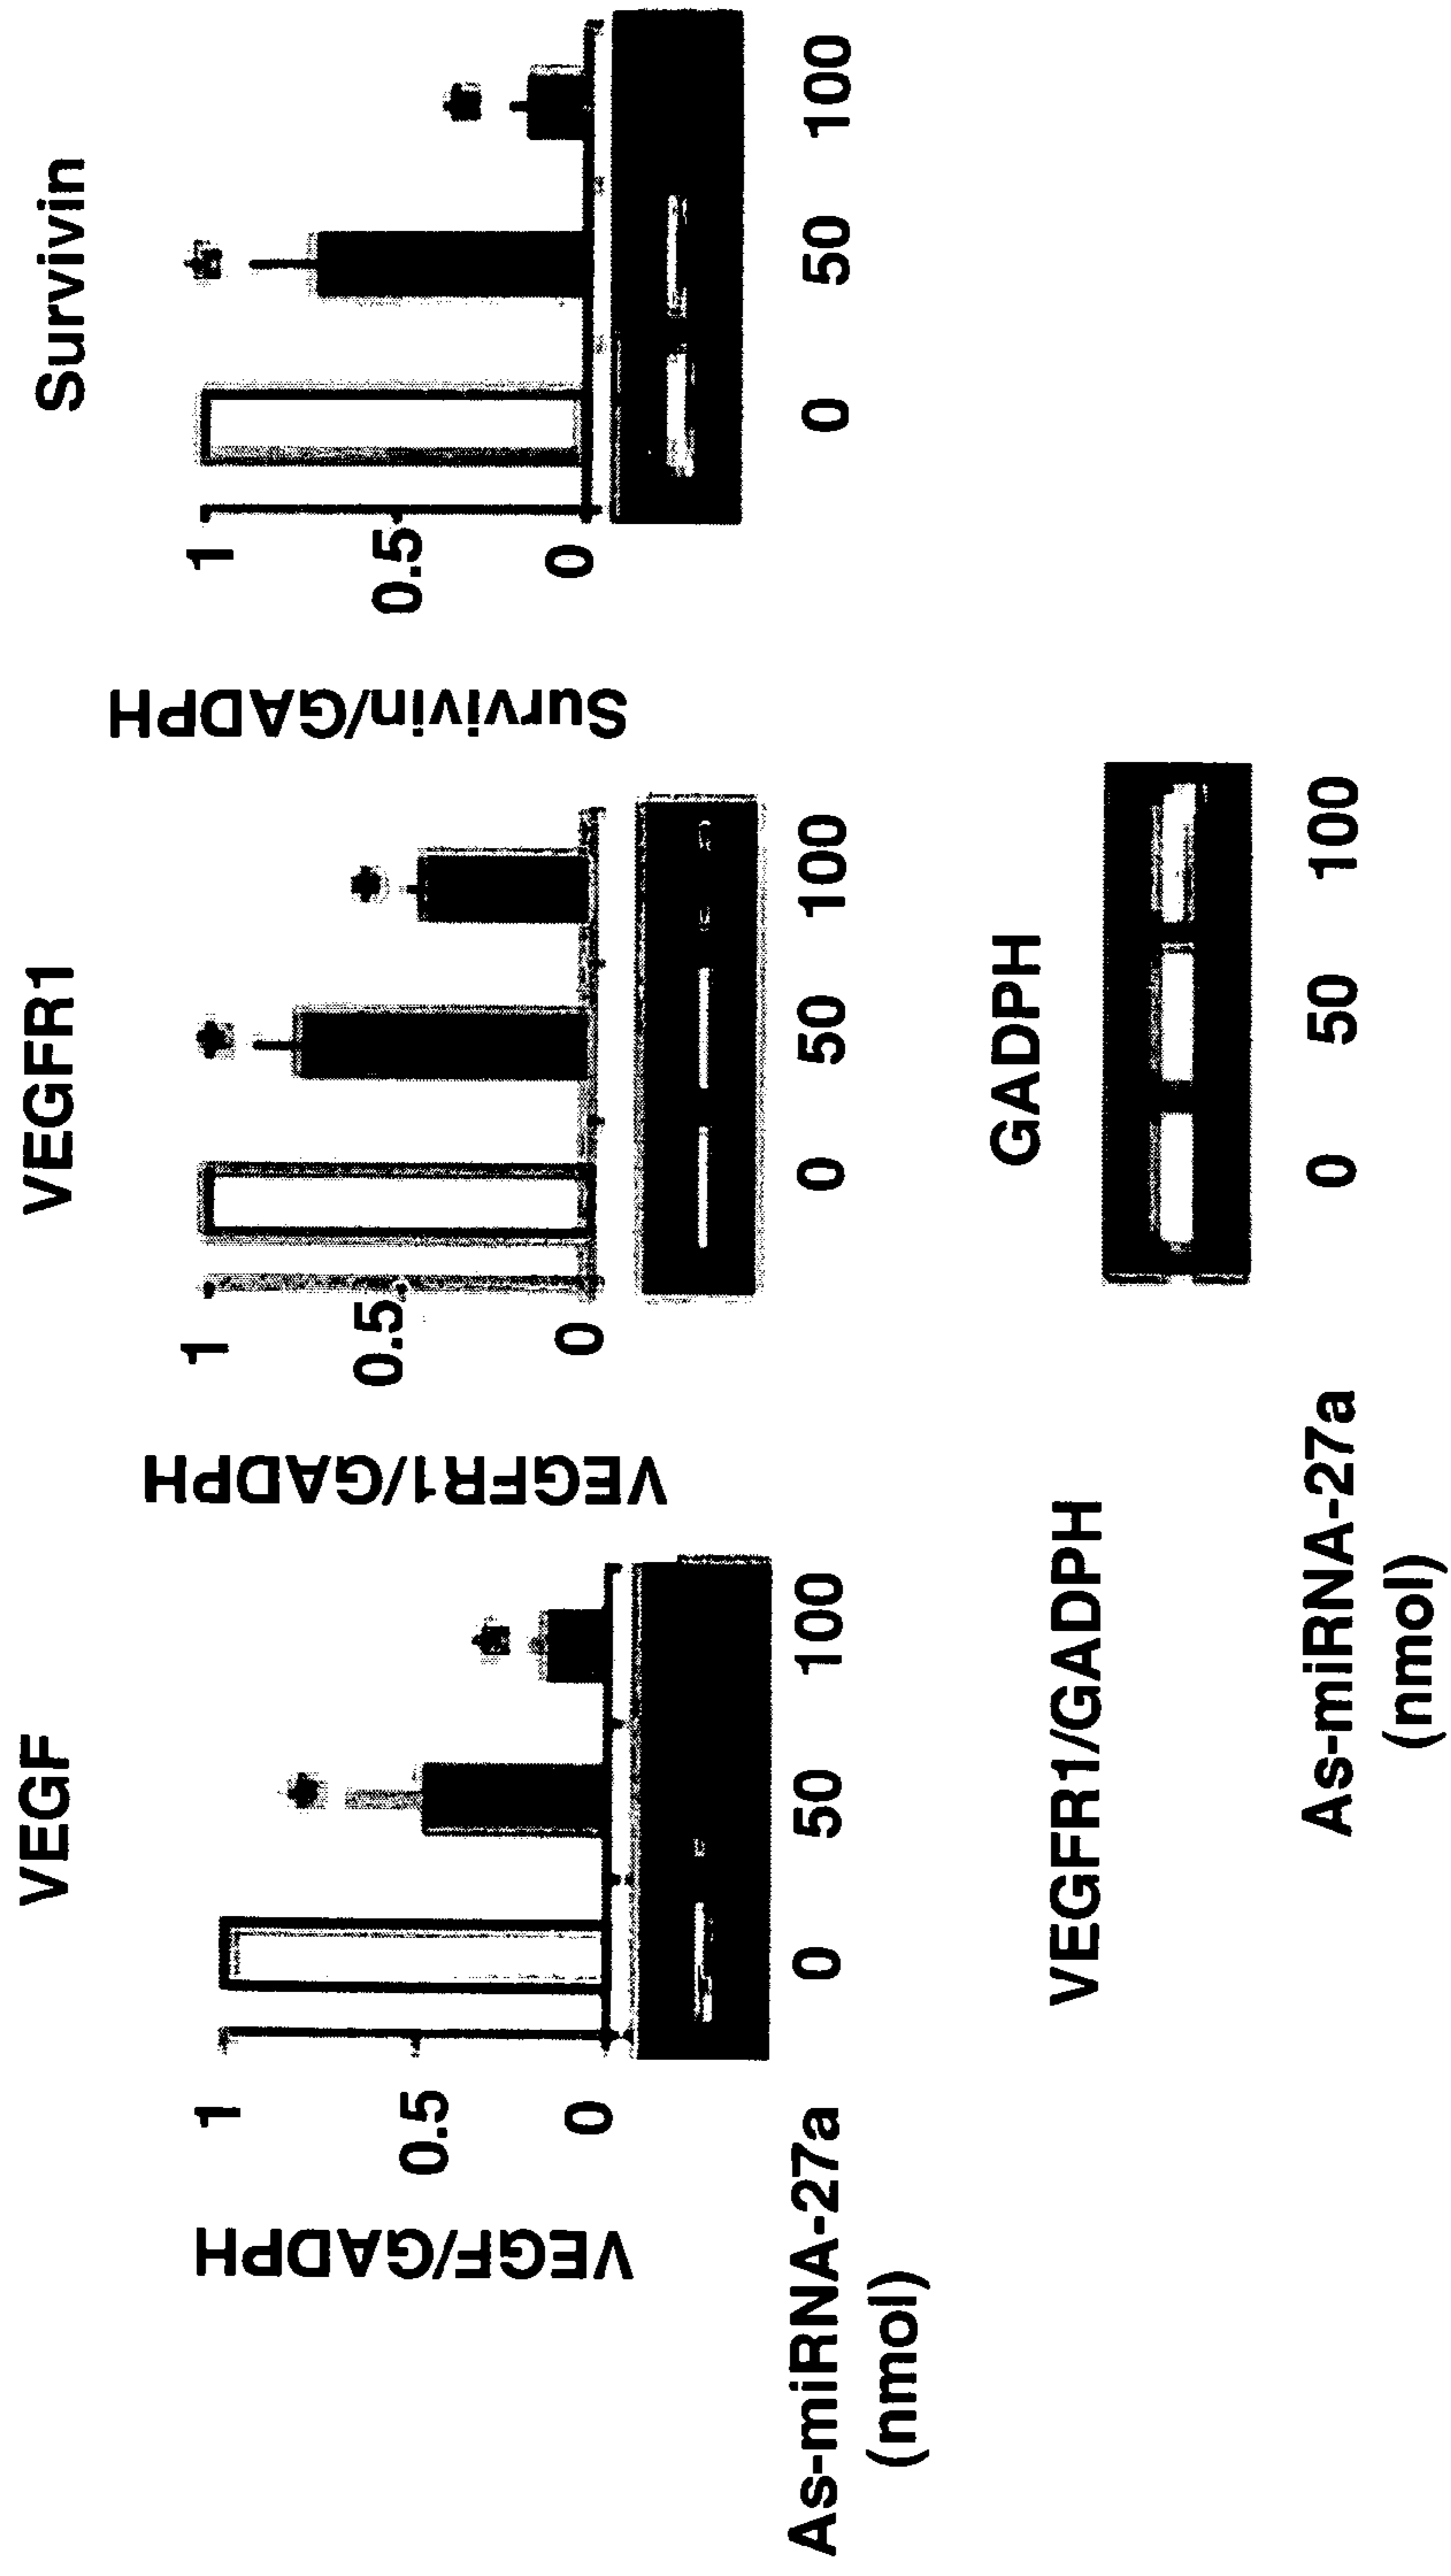 VEGF
VEGF/GADPH
1
0.5
0
As-miRNA-27a
(nmol)
0 50 100
VEGFR1
VEGFR1/GADPH
1
0.5
0
0 50 100
Survivin
Survivin/GADPH
1
0.5
0
0 50 100
VEGFR1/GADPH
GADPH
As-miRNA-27a
(nmol)
0 50 100